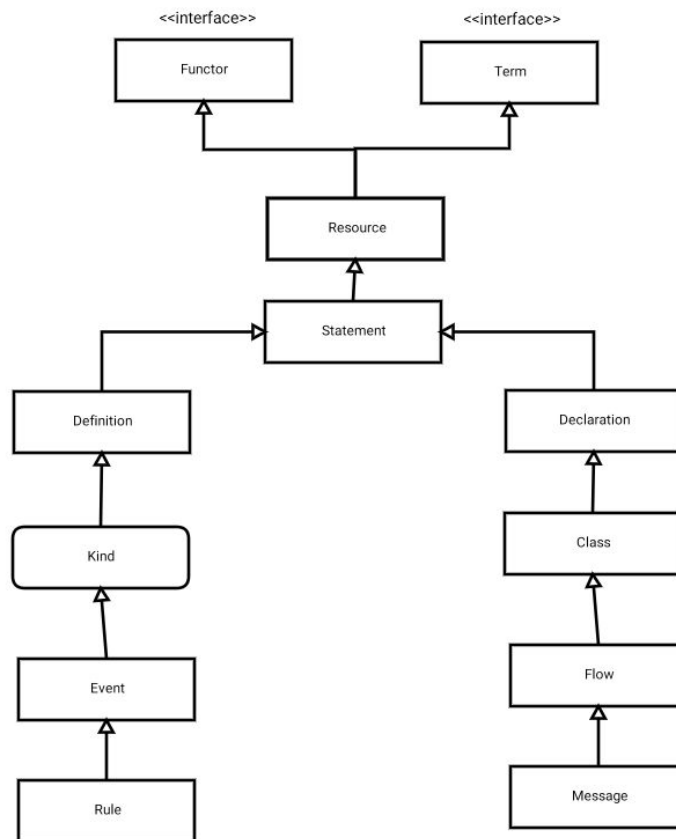 <<interface>>
<<interface>>
Functor
Term
Resource
Statement
Definition
Declaration
Kind
Class
Event
Flow
Rule
Message